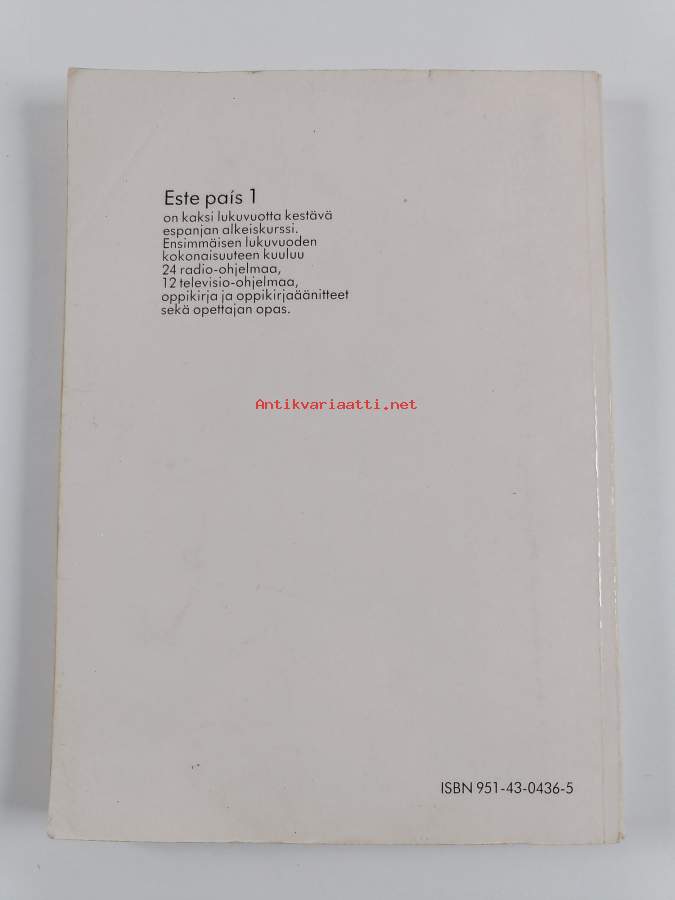 Este país 1
on kaksi lukuvuotta kestävä
espanjan alkeiskurssi.
Ensimmäisen lukuvuoden
kokonaisuuteen kuuluu
24 radio-ohjelmaa,
12 televisio-ohjelmaa,
oppikirja ja oppikirjaäänitteet
sekä opettajan opas.
Antikvariaatti.net
ISBN 951-43-0436-5